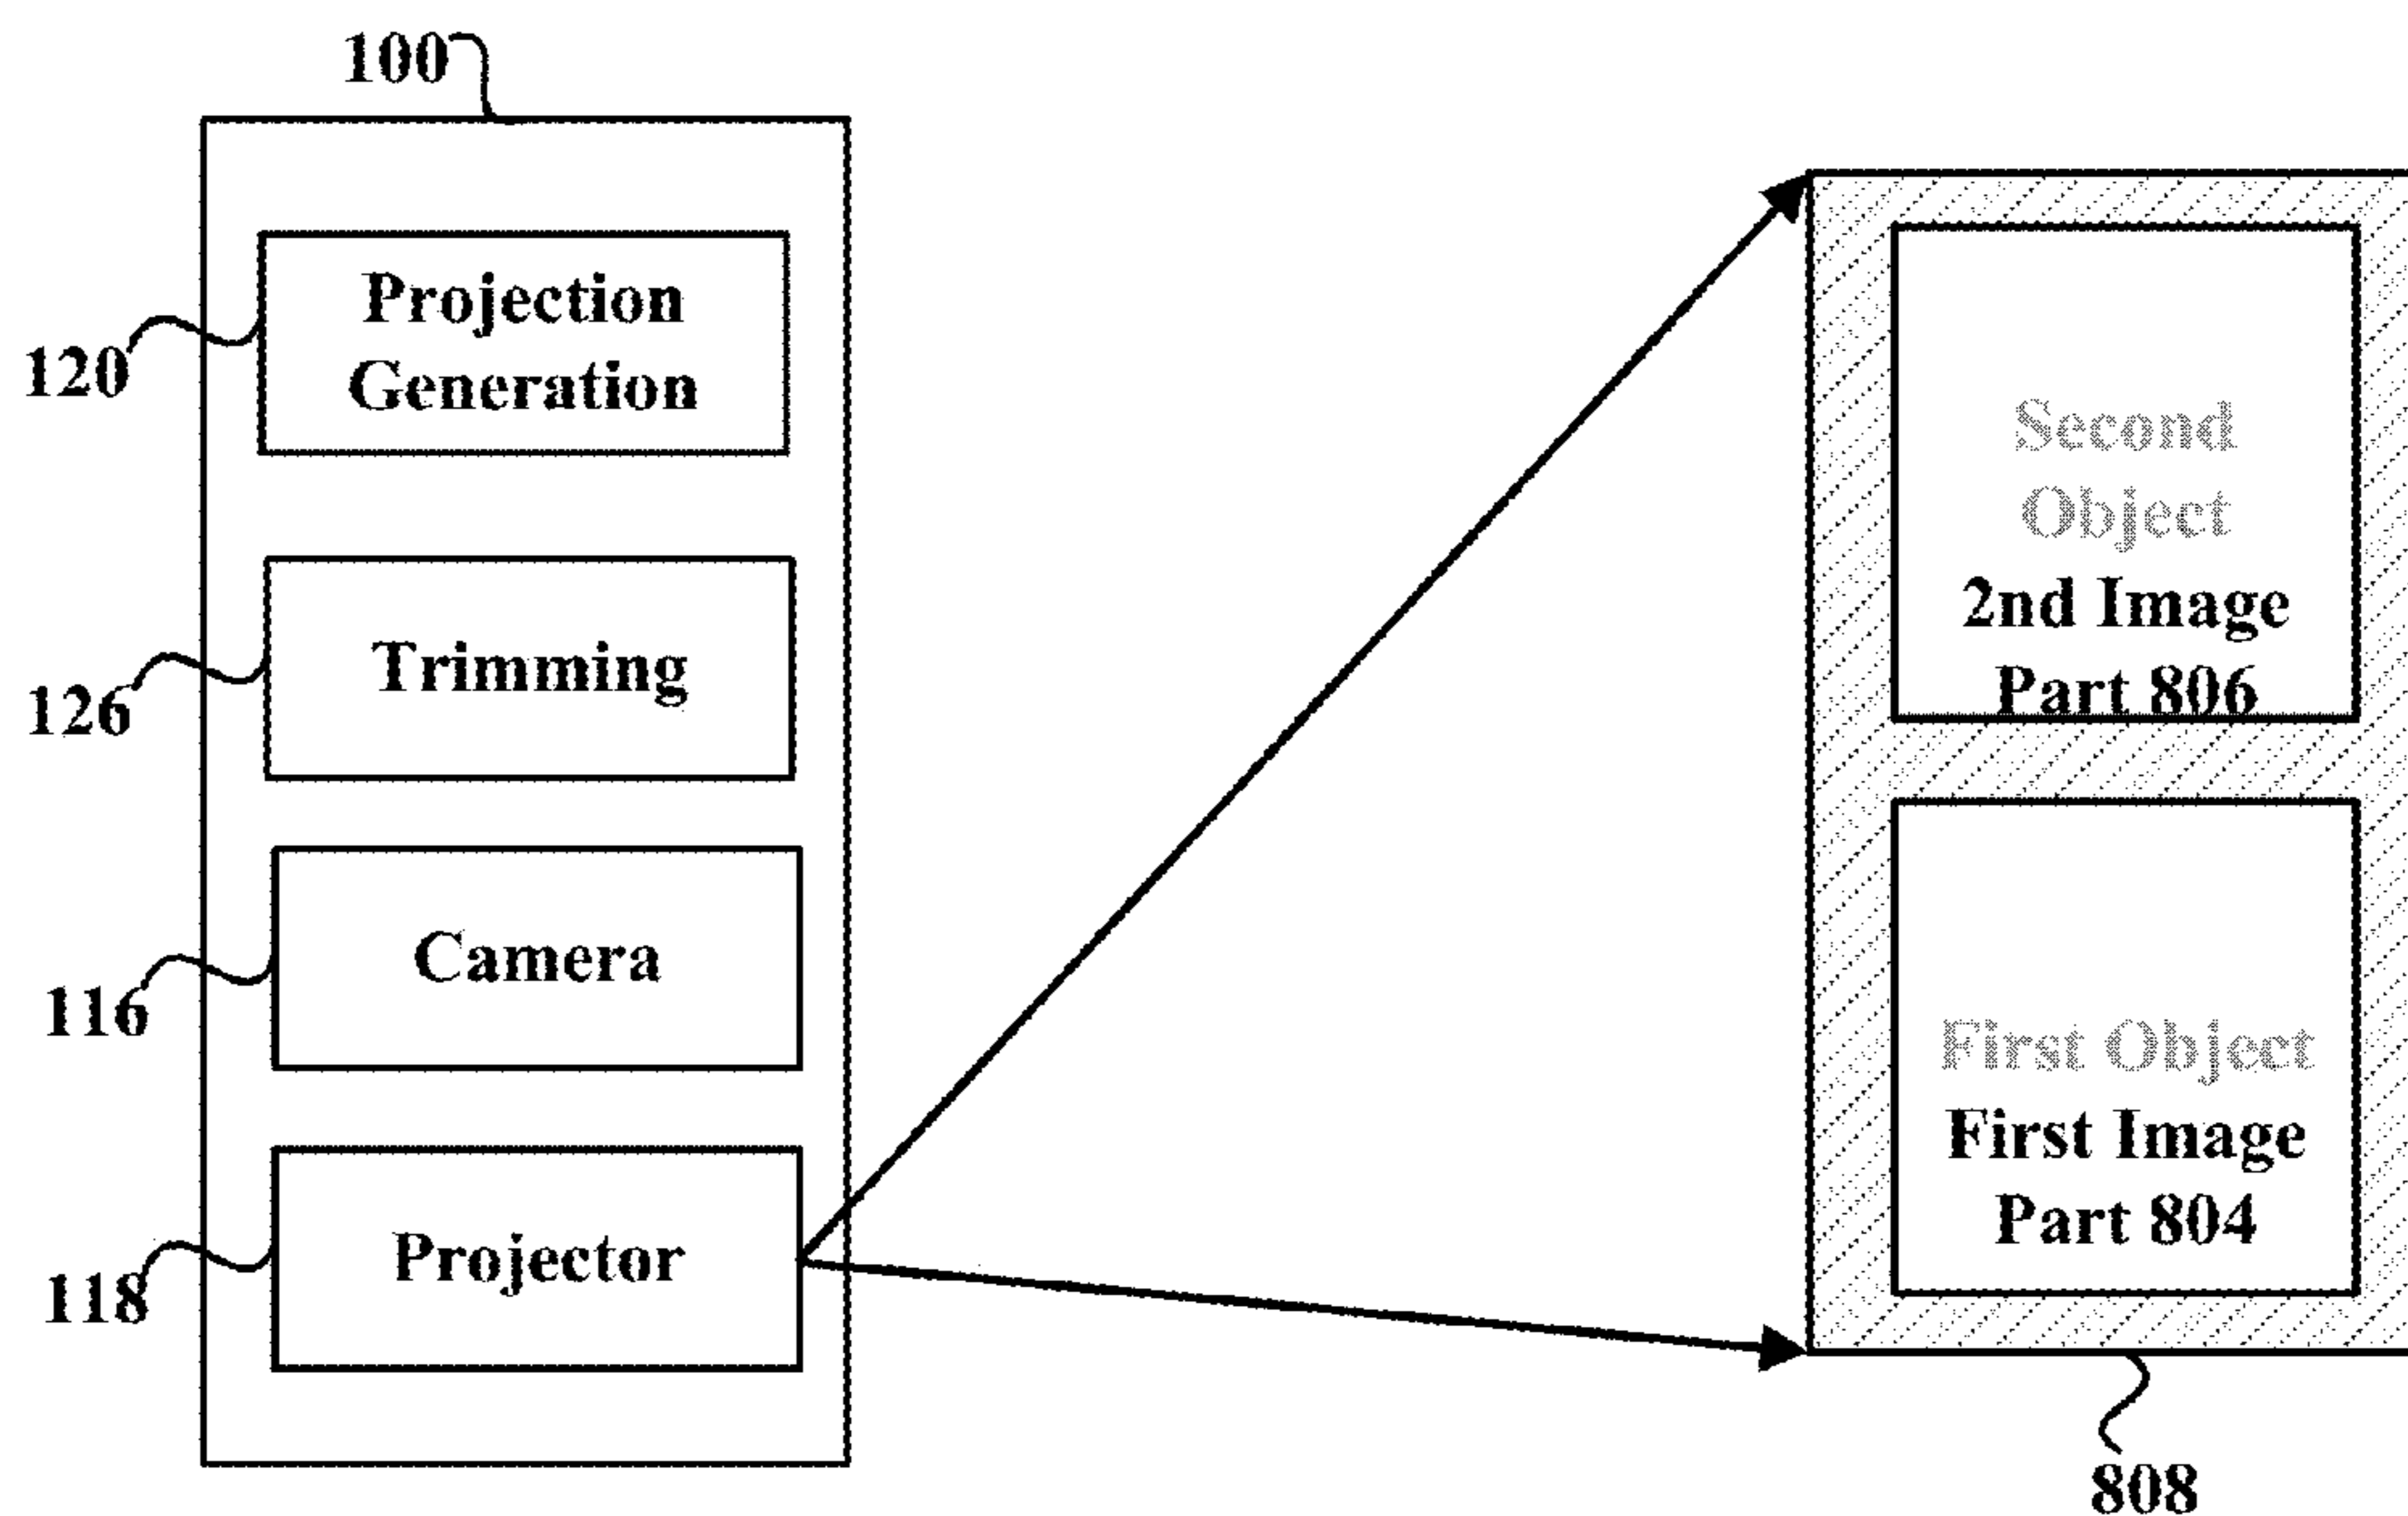 100
120
Projection
Generation
126
Trimming
116
Camera
118
Projector
Second
Object
2nd Image
Part 806
First Object
First Image
Part 804
808